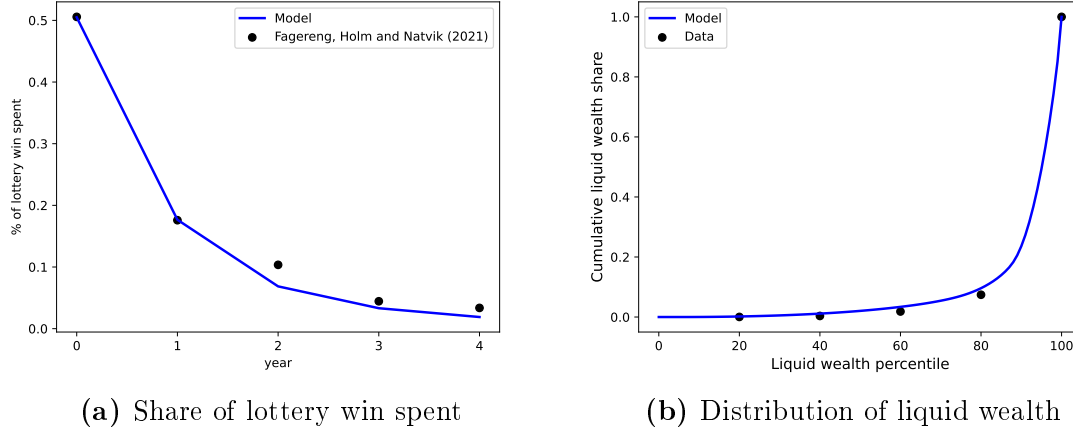 0.5
0.4
0.3
0.2
0.1
0.0
% of lottery win spent
Model
Fagereng, Holm and Natvik (2021)
0 1 2 3 4
year
(a) Share of lottery win spent
1.0
0.8
0.6
0.4
0.2
0.0
Cumulative liquid wealth share
Model
Data
0 20 40 60 80 100
Liquid wealth percentile
(b) Distribution of liquid wealth